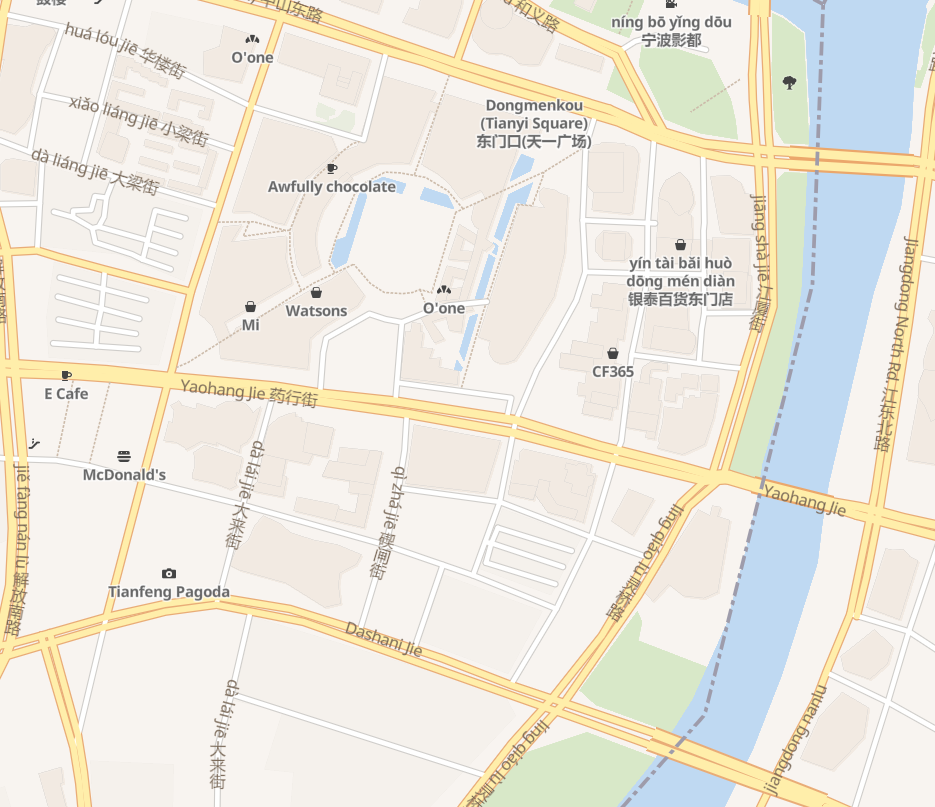 中山东路
和义路
níng bō yǐng dōu
宁波影都
huá lóu jiē 华楼街
O'one
xiǎo liáng jiē 小梁街
Dongmenkou
(Tianyi Square)
东门口(天一广场)
dà liáng jiē 大梁街
Awfully chocolate
jiāng shà jiē 江厦街
yín tài bǎi huò
dōng mén diàn
银泰百货东门店
Jiangdong North Rd. 江东北路
Mi
Watsons
O'one
CF365
E Cafe
Yaohang Jie 药行街
McDonald's
dà lái jiē 大来街
qì zhá jiē 碶闸街
Yaohang Jie
jiě fàng nán lù 解放南路
líng qiáo lù 灵桥路
Tianfeng Pagoda
Dashani Jie
dà lái jiē 大来街
líng qiáo lù 灵桥路
jiangdong nanlu